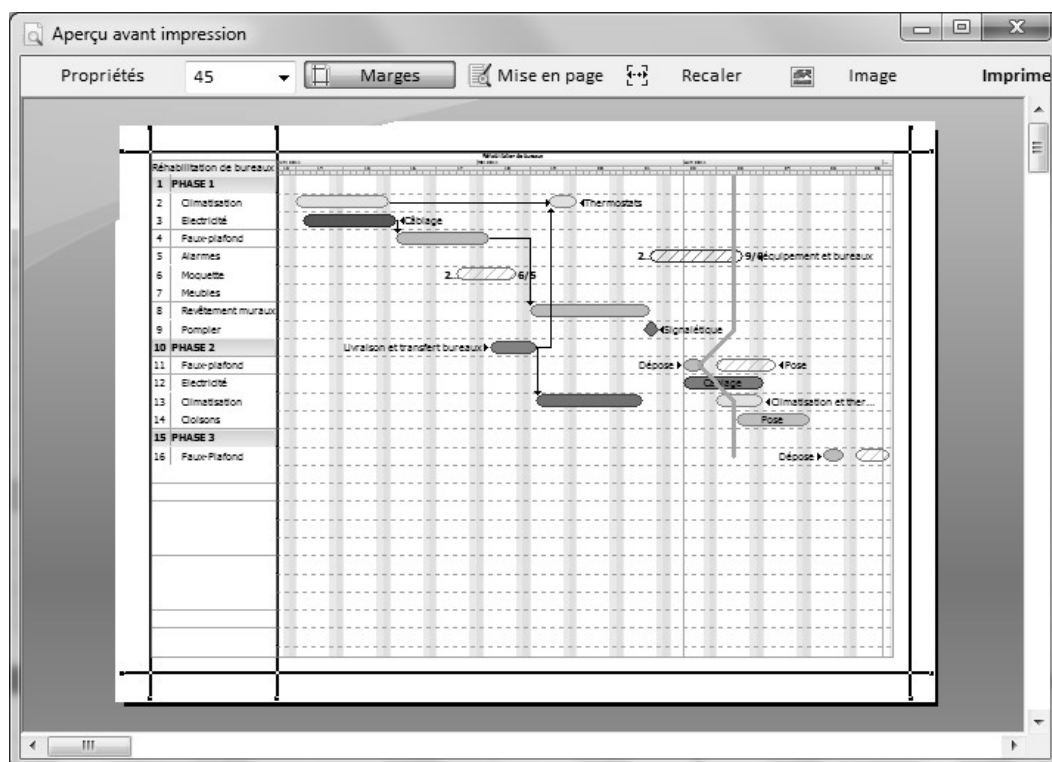 Aperçu avant impression
Propriétés 45 Marges Mise en page Recaler Image Imprime
Réhabilitation de bureaux
Réhabilitation de bureaux
1 PHASE 1
2 Climatisation Thermostats
3 Electricité Câblage
4 Faux-plafond
5 Alarmes 2... 9/6 équipement et bureaux
6 Moquette 2... 6/5
7 Meubles
8 Revêtement muraux
9 Pompier Signalétique
10 PHASE 2 Livraison et transfert bureaux
11 Faux-plafond Dépose Pose
12 Electricité Câblage
13 Climatisation Climatisation et ther...
14 Cloisons Pose
15 PHASE 3
16 Faux-Plafond Dépose